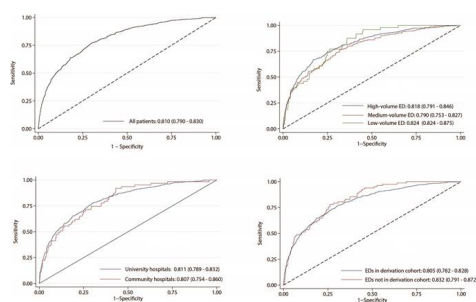 1.00
0.75
0.50
0.25
0.00
Sensitivity
All patients: 0.810 (0.790 - 0.830)
0.00 0.25 0.50 0.75 1.00
1 - Specificity
1.00
0.75
0.50
0.25
0.00
Sensitivity
High-volume ED: 0.818 (0.791 - 0.846)
Medium-volume ED: 0.790 (0.753 - 0.827)
Low-volume ED: 0.824 (0.824 - 0.875)
0.00 0.25 0.50 0.75 1.00
1-Specificity
1.00
0.75
0.50
0.25
0.00
Sensitivity
University hospitals: 0.811 (0.789 - 0.832)
Community hospitals: 0.807 (0.754 - 0.860)
0.00 0.25 0.50 0.75 1.00
1-Specificity
1.00
0.75
0.50
0.25
0.00
Sensitivity
EDs in derivation cohort: 0.805 (0.782 - 0.828)
EDs not in derivation cohort: 0.832 (0.791 - 0.872
0.00 0.25 0.50 0.75 1.00
1-Specificity